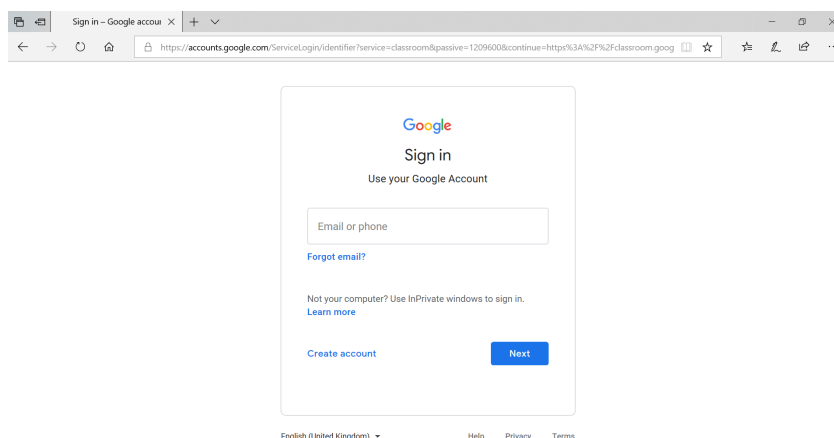 Sign in – Google accour
https://accounts.google.com/ServiceLogin/identifier?service=classroom&passive=1209600&continue=https%3A%2F%2Fclassroom.goog
Google
Sign in
Use your Google Account
Email or phone
Forgot email?
Not your computer? Use InPrivate windows to sign in.
Learn more
Create account
Next
English (United Kingdom)
Help Privacy Terms